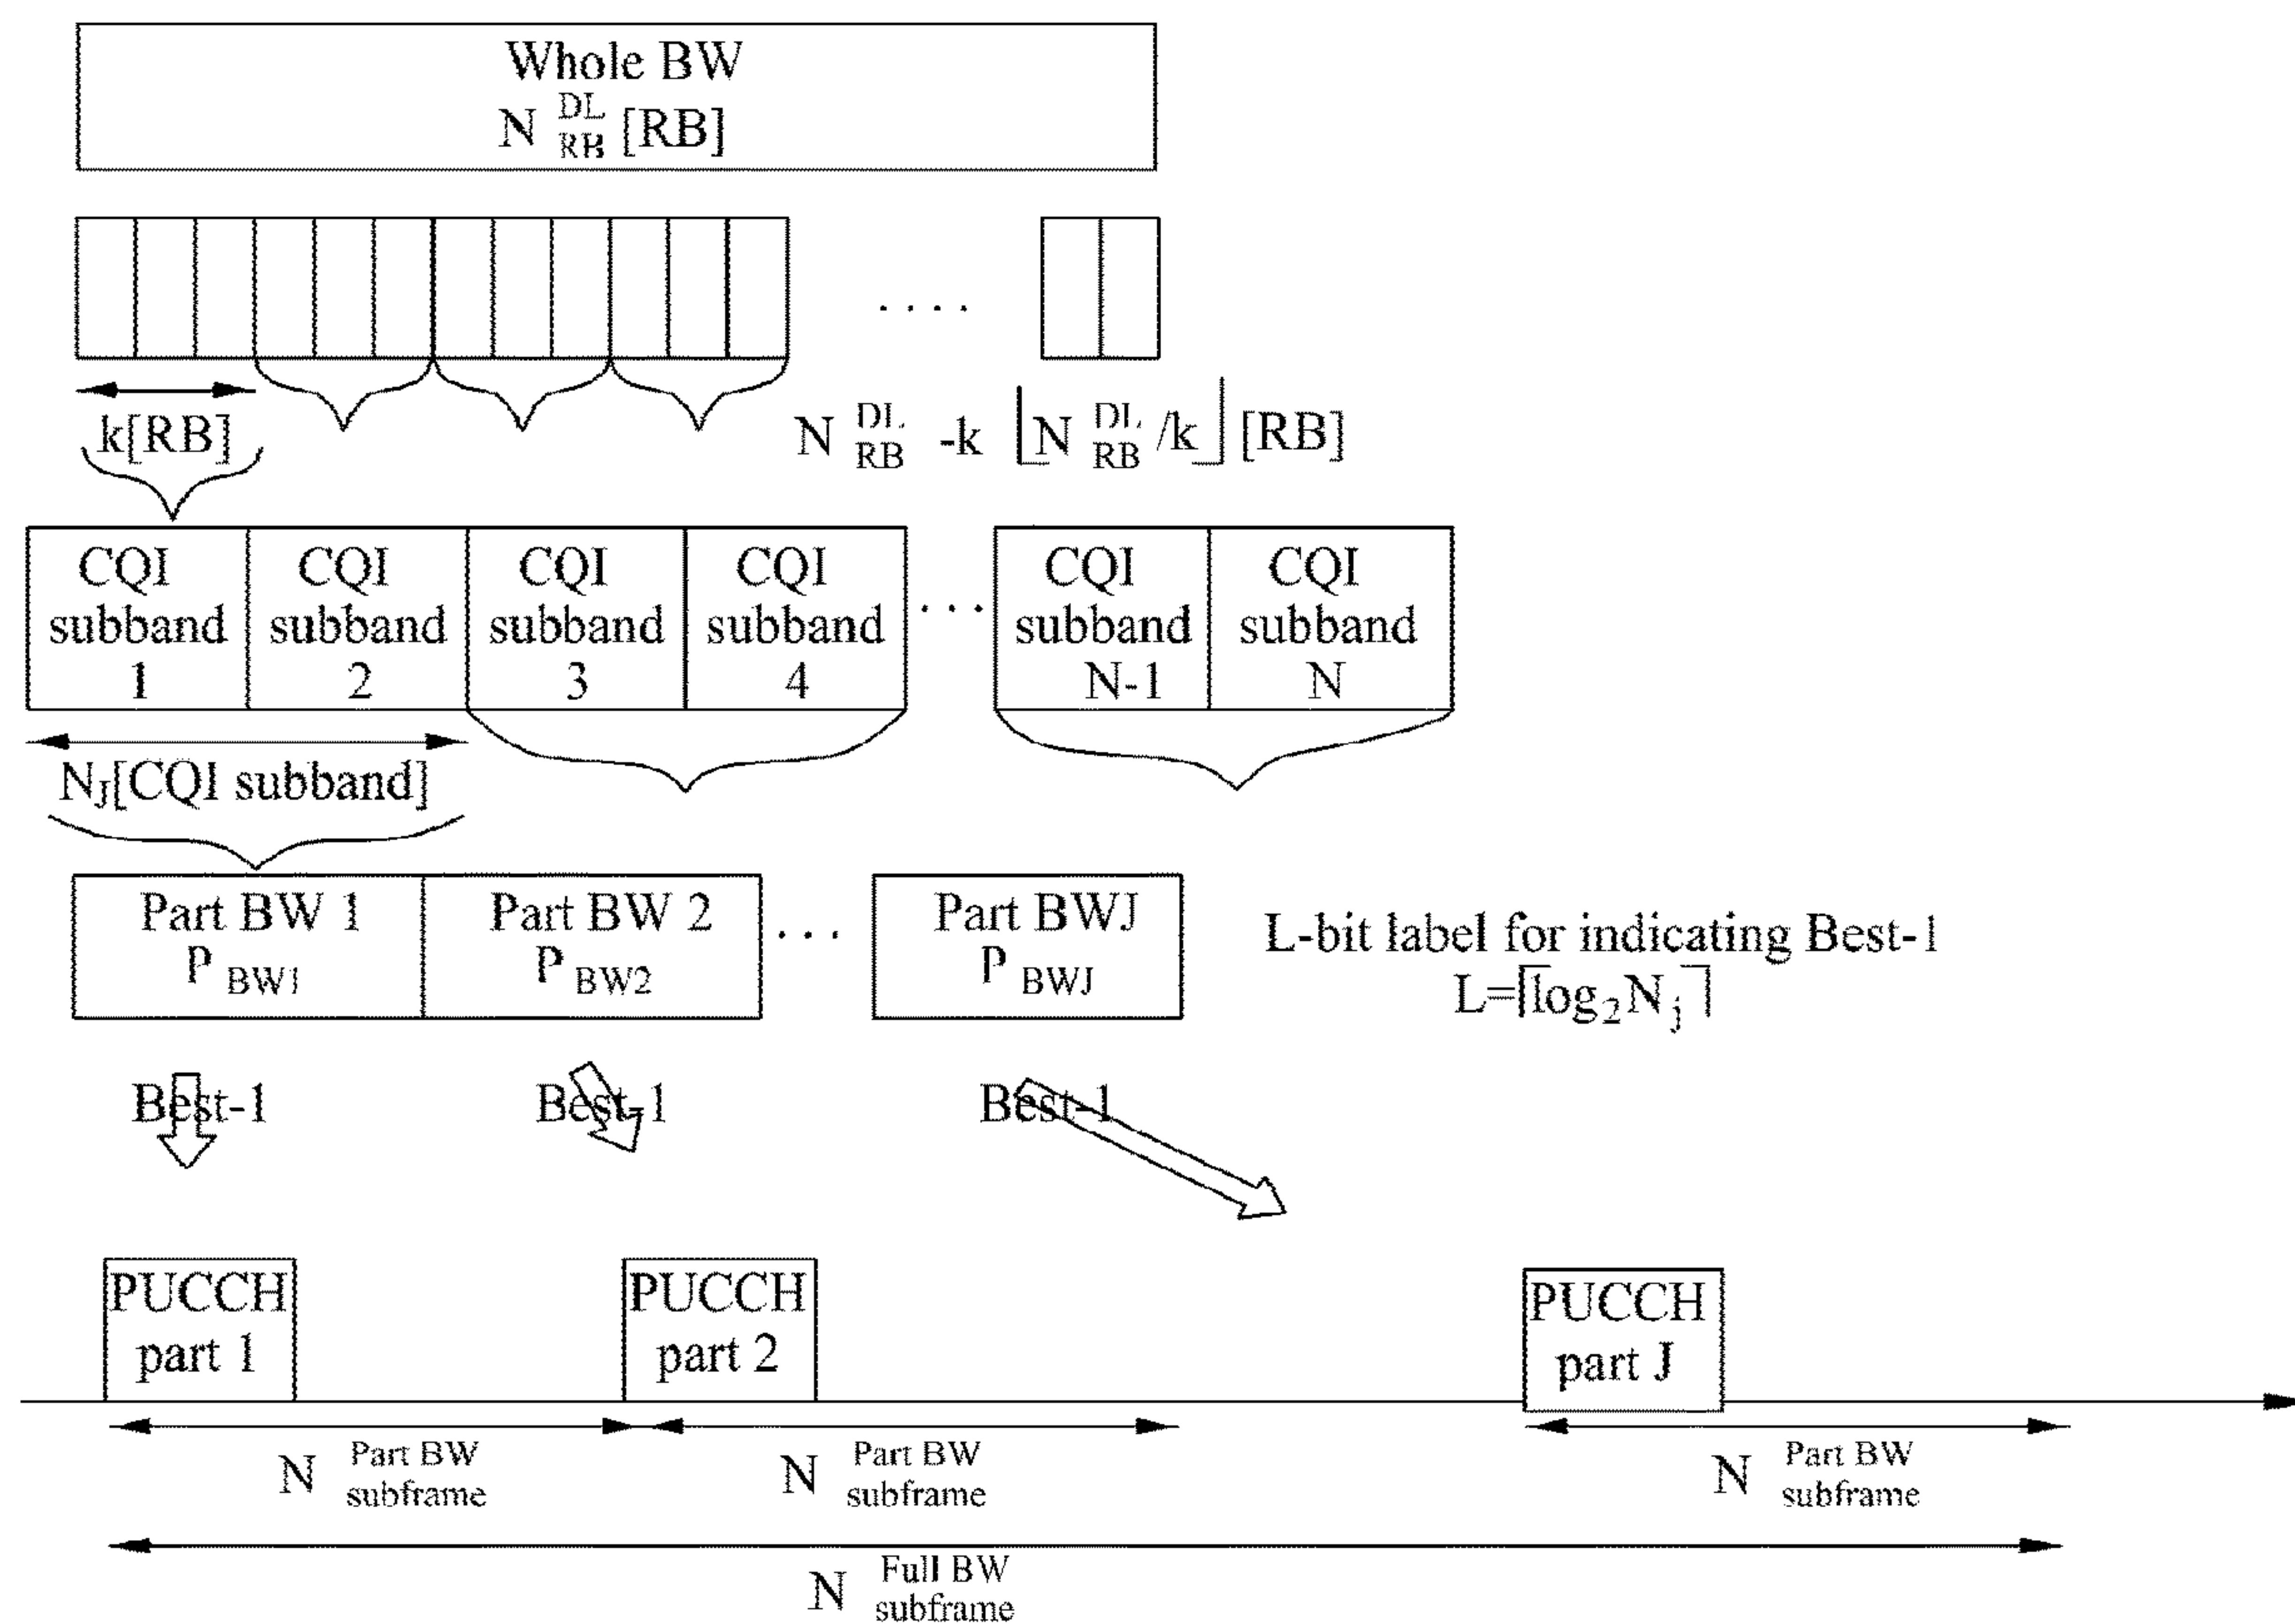 Whole BW
N DL RB [RB]
. . . .
k[RB]
N DL RB -k ⌊N DL RB /k⌋ [RB]
CQI subband 1
CQI subband 2
CQI subband 3
CQI subband 4
. . .
CQI subband N-1
CQI subband N
NJ[CQI subband]
Part BW 1
P BW1
Part BW 2
P BW2
. . .
Part BWJ
P BWJ
L-bit label for indicating Best-1
L=⌈log2Nj⌉
Best-1
Best-1
Best-1
PUCCH
part 1
PUCCH
part 2
PUCCH
part J
N Part BW subframe
N Part BW subframe
N Part BW subframe
N Full BW subframe